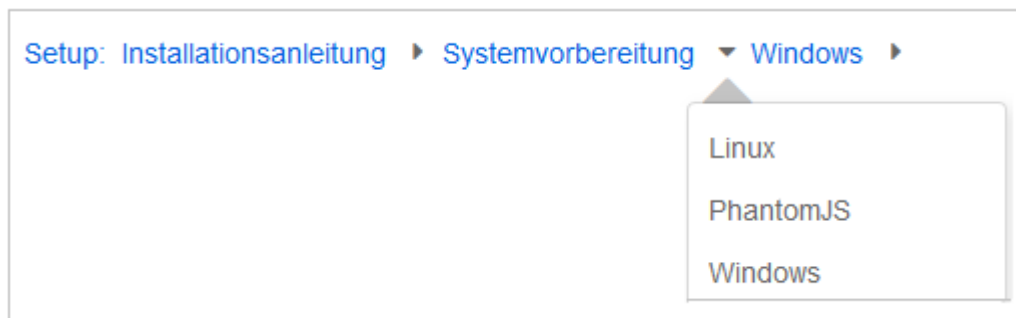 Setup: Installationsanleitung Systemvorbereitung Windows
Linux
PhantomJS
Windows